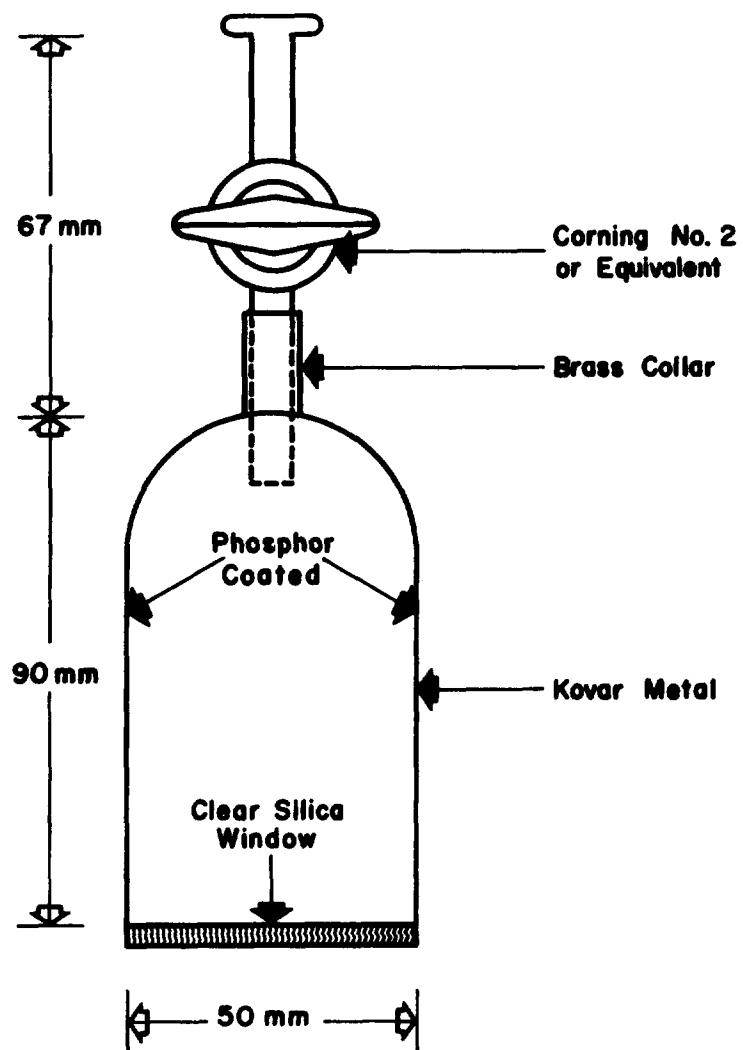 67 mm
Corning No. 2
or Equivalent
Brass Collar
Phosphor
Coated
90 mm
Kovar Metal
Clear Silica
Window
50 mm